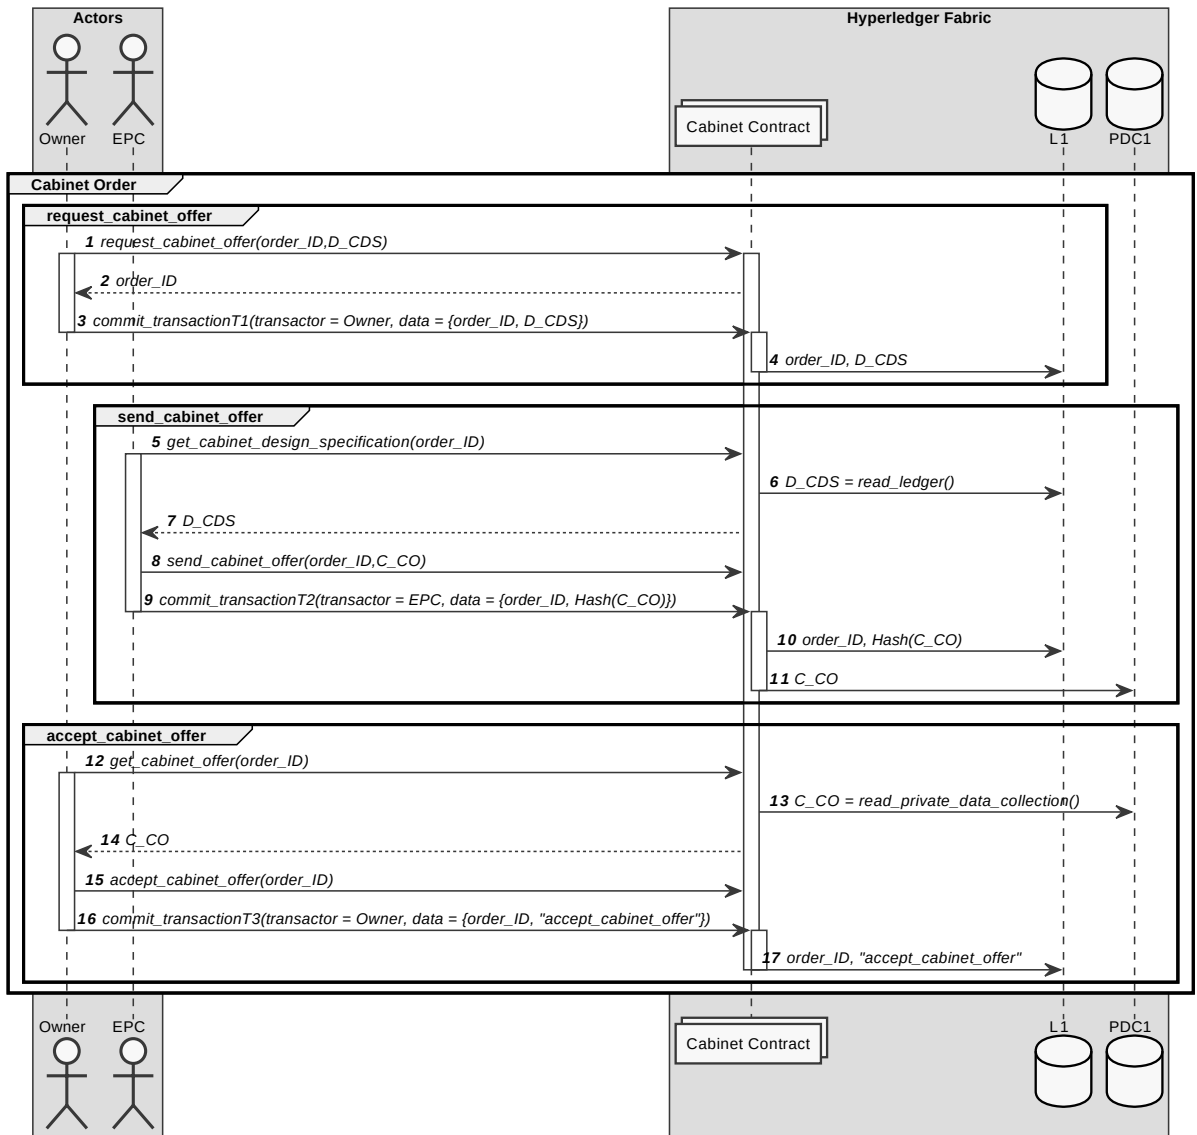 Actors
Hyperledger Fabric
Owner
EPC
Cabinet Contract
L1
PDC1
Cabinet Order
request_cabinet_offer
1 request_cabinet_offer(order_ID,D_CDS)
2 order_ID
3 commit_transactionT1(transactor = Owner, data = {order_ID, D_CDS})
4 order_ID, D_CDS
send_cabinet_offer
5 get_cabinet_design_specification(order_ID)
6 D_CDS = read_ledger()
7 D_CDS
8 send_cabinet_offer(order_ID,C_CO)
9 commit_transactionT2(transactor = EPC, data = {order_ID, Hash(C_CO)})
10 order_ID, Hash(C_CO)
11 C_CO
accept_cabinet_offer
12 get_cabinet_offer(order_ID)
13 C_CO = read_private_data_collection()
14 C_CO
15 accept_cabinet_offer(order_ID)
16 commit_transactionT3(transactor = Owner, data = {order_ID, "accept_cabinet_offer"})
17 order_ID, "accept_cabinet_offer"
Owner
EPC
Cabinet Contract
L1
PDC1